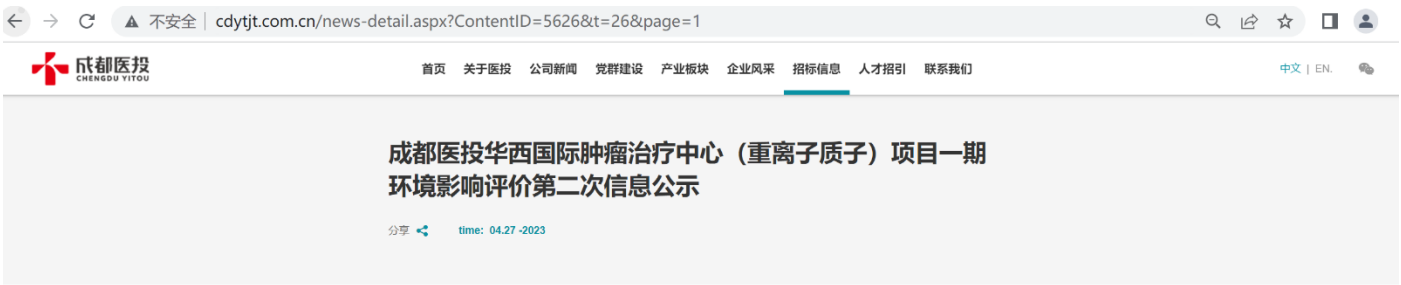 不安全 | cdytjt.com.cn/news-detail.aspx?ContentID=5626&t=26&page=1
成都医投
CHENGDU YITOU
首页 关于医投 公司新闻 党群建设 产业板块 企业风采 招标信息 人才招引 联系我们
中文 | EN.
成都医投华西国际肿瘤治疗中心（重离子质子）项目一期
环境影响评价第二次信息公示
分享 time: 04.27 -2023